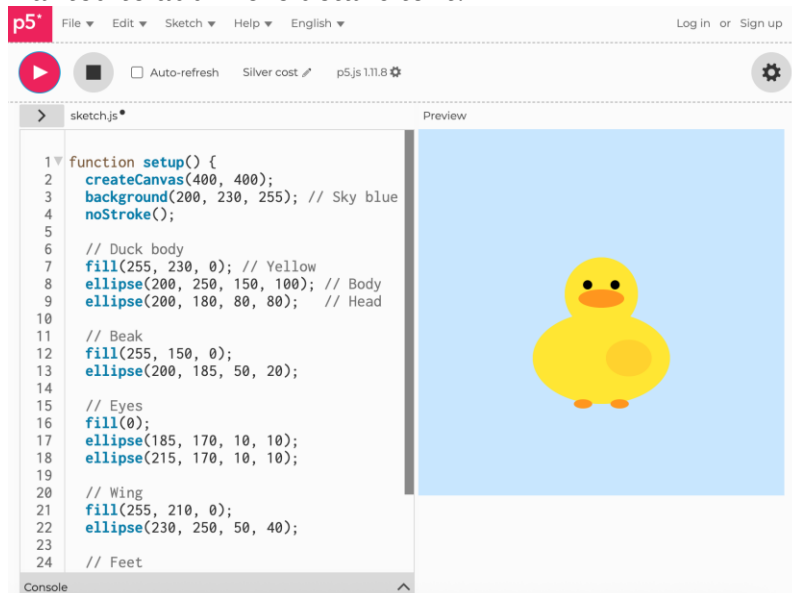 p5* File Edit Sketch Help English Log in or Sign up
Auto-refresh Silver cost p5.js 1.11.8
sketch.js Preview
1 function setup() {
2 createCanvas(400, 400);
3 background(200, 230, 255); // Sky blue
4 noStroke();
5
6 // Duck body
7 fill(255, 230, 0); // Yellow
8 ellipse(200, 250, 150, 100); // Body
9 ellipse(200, 180, 80, 80); // Head
10
11 // Beak
12 fill(255, 150, 0);
13 ellipse(200, 185, 50, 20);
14
15 // Eyes
16 fill(0);
17 ellipse(185, 170, 10, 10);
18 ellipse(215, 170, 10, 10);
19
20 // Wing
21 fill(255, 210, 0);
22 ellipse(230, 250, 50, 40);
23
24 // Feet
Console